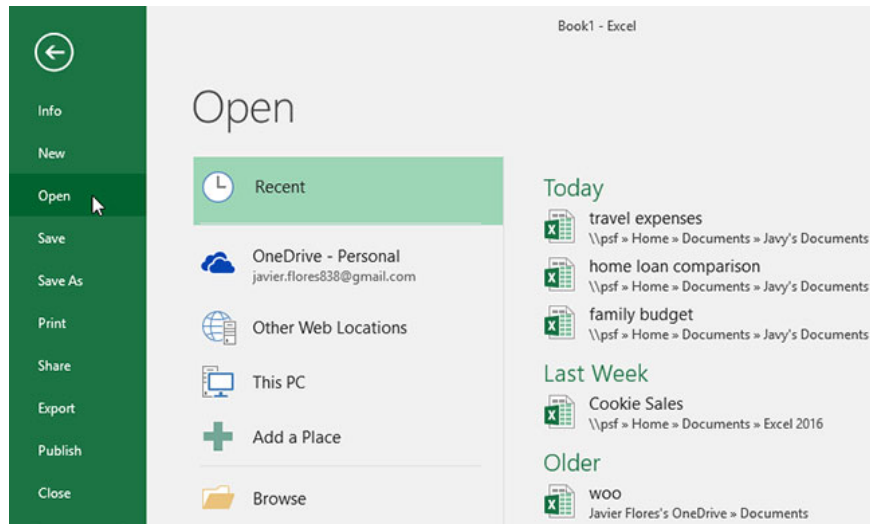 Book1 - Excel
Info
New
Open
Save
Save As
Print
Share
Export
Publish
Close
Open
Recent
OneDrive - Personal
javier.flores838@gmail.com
Other Web Locations
This PC
Add a Place
Browse
Today
travel expenses
\\psf » Home » Documents » Javy's Documents
home loan comparison
\\psf » Home » Documents » Javy's Documents
family budget
\\psf » Home » Documents » Javy's Documents
Last Week
Cookie Sales
\\psf » Home » Documents » Excel 2016
Older
woo
Javier Flores's OneDrive » Documents